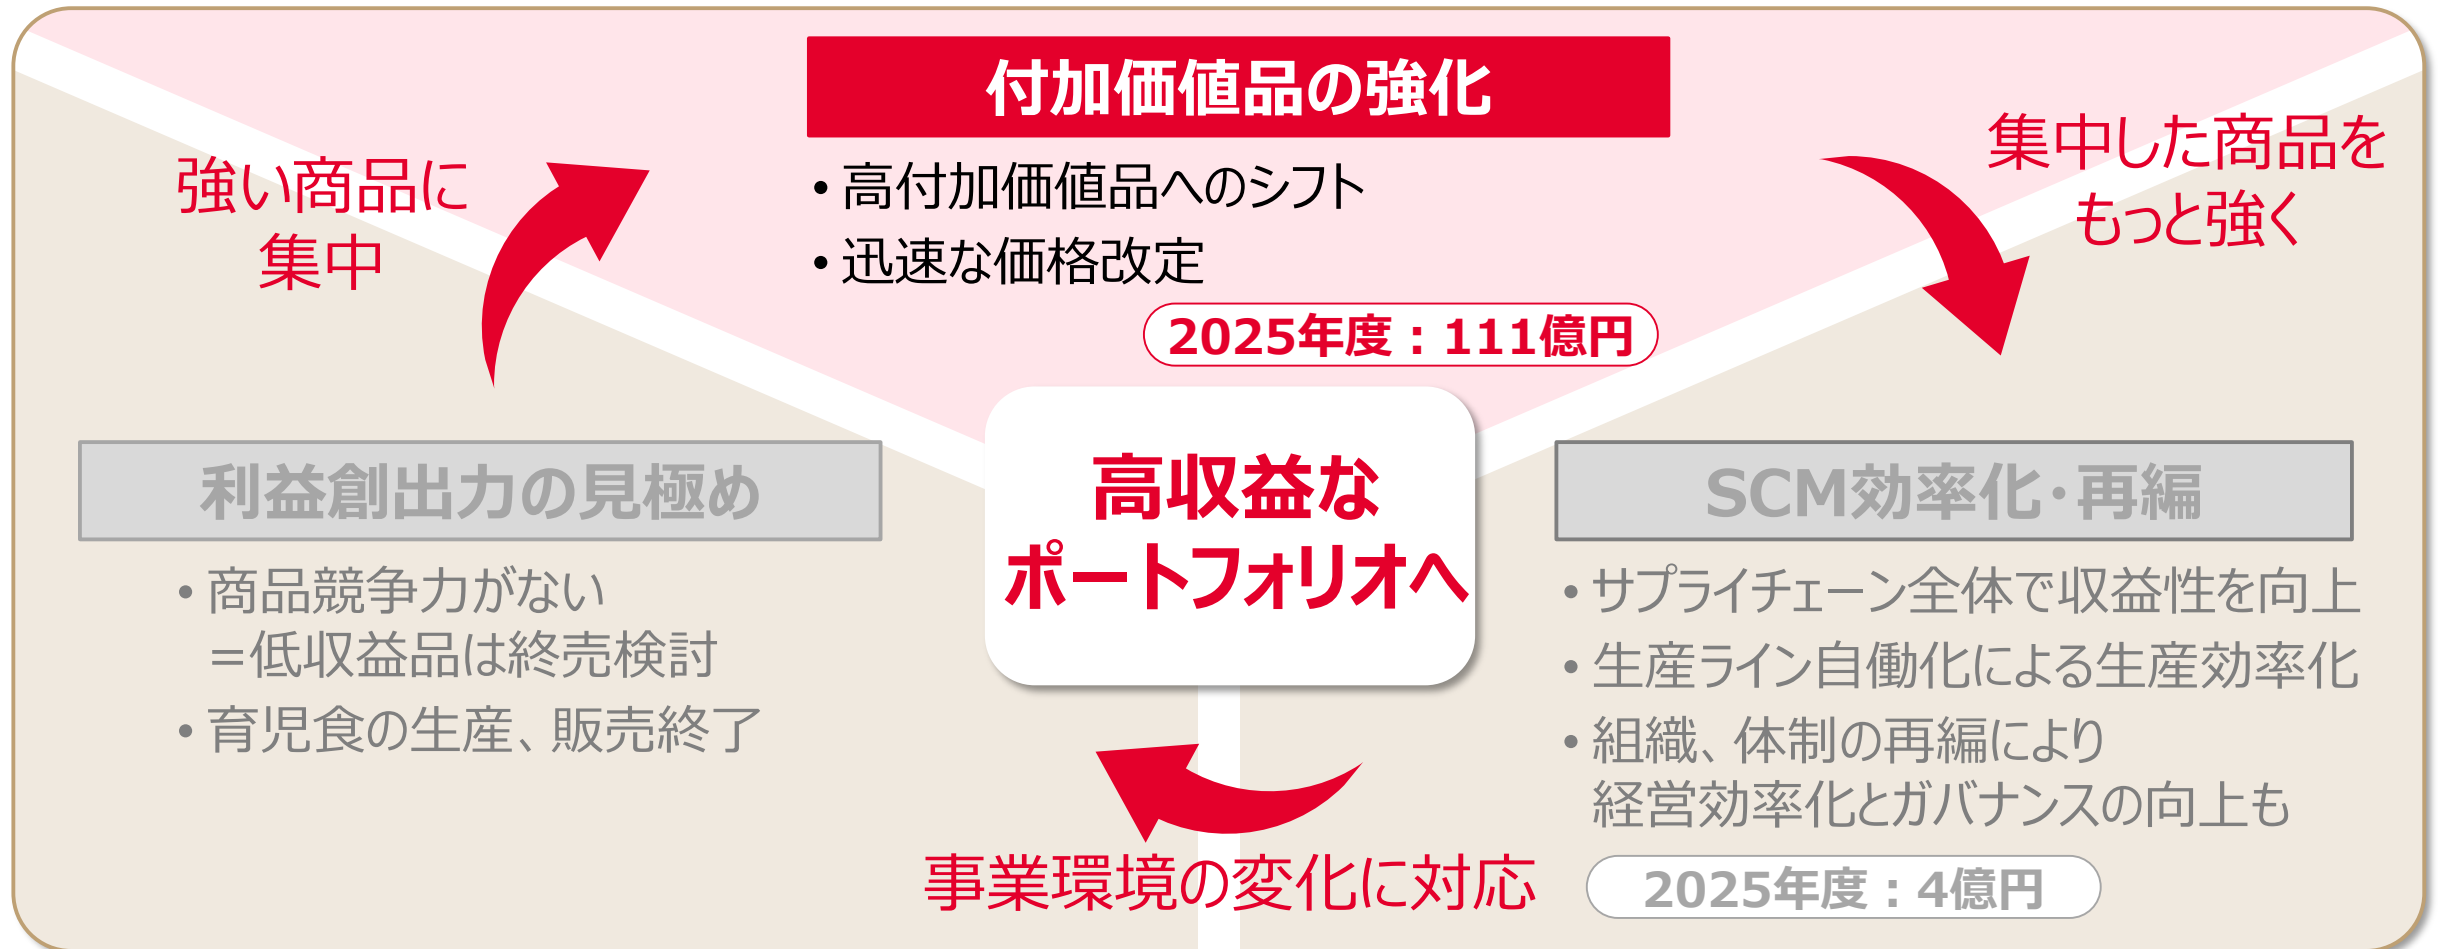 付加価値品の強化
• 高付加価値品へのシフト
• 迅速な価格改定
2025年度：111億円
強い商品に
集中
集中した商品を
もっと強く
高収益な
ポートフォリオへ
利益創出力の見極め
• 商品競争力がない
＝低収益品は終売検討
• 育児食の生産、販売終了
SCM効率化・再編
• サプライチェーン全体で収益性を向上
• 生産ライン自働化による生産効率化
• 組織、体制の再編により
経営効率化とガバナンスの向上も
2025年度：4億円
事業環境の変化に対応